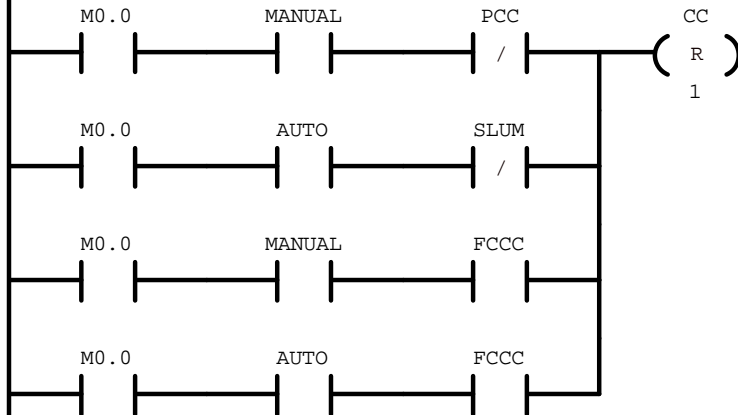 M0.0 MANUAL PCC CC
/ R
1
M0.0 AUTO SLUM
/
M0.0 MANUAL FCCC
M0.0 AUTO FCCC